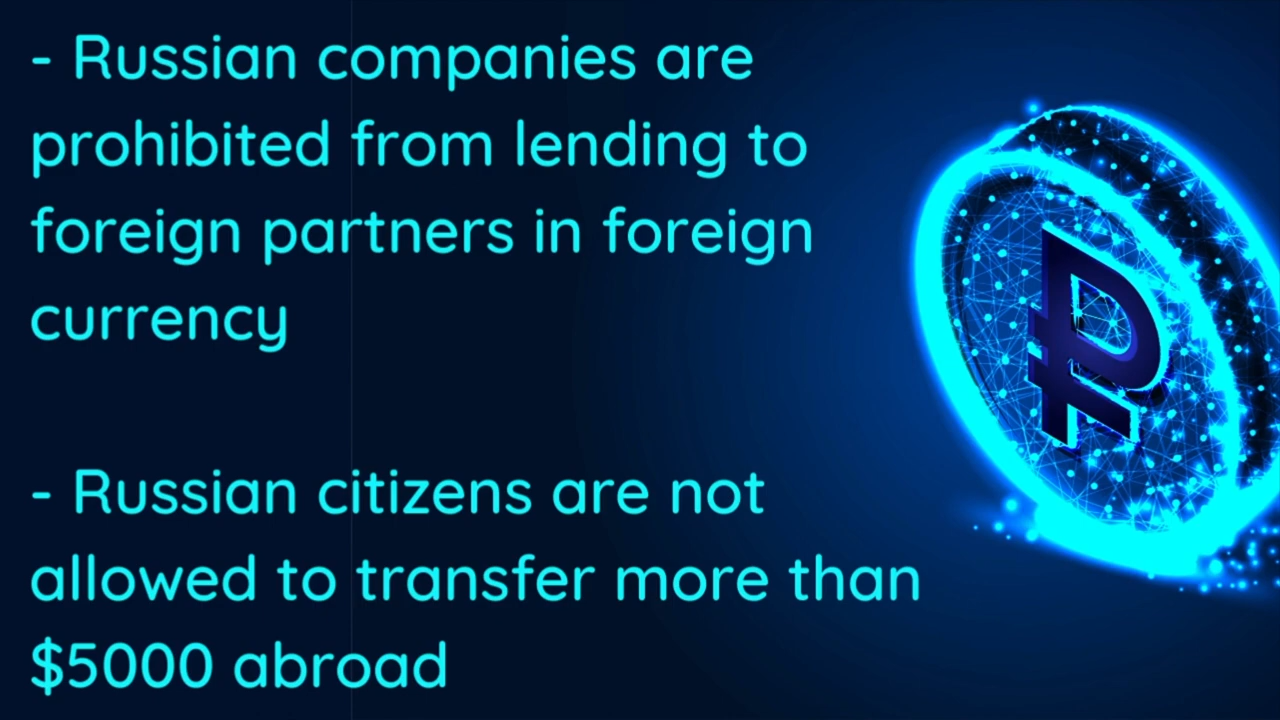 - Russian companies are
prohibited from lending to
foreign partners in foreign
currency
- Russian citizens are not
allowed to transfer more than
$5000 abroad
₽